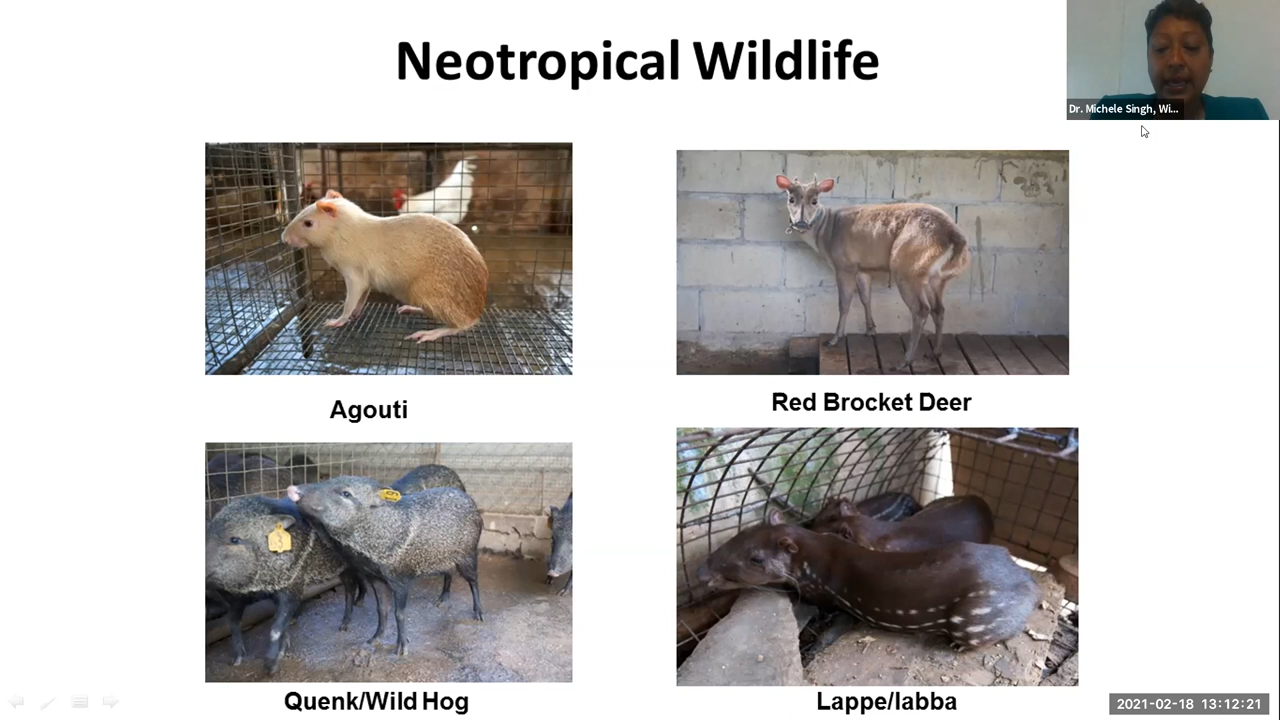 Neotropical Wildlife
Dr. Michele Singh, Wi...
Agouti
Red Brocket Deer
Quenk/Wild Hog
Lappe/labba
2021-02-18 13:12:21